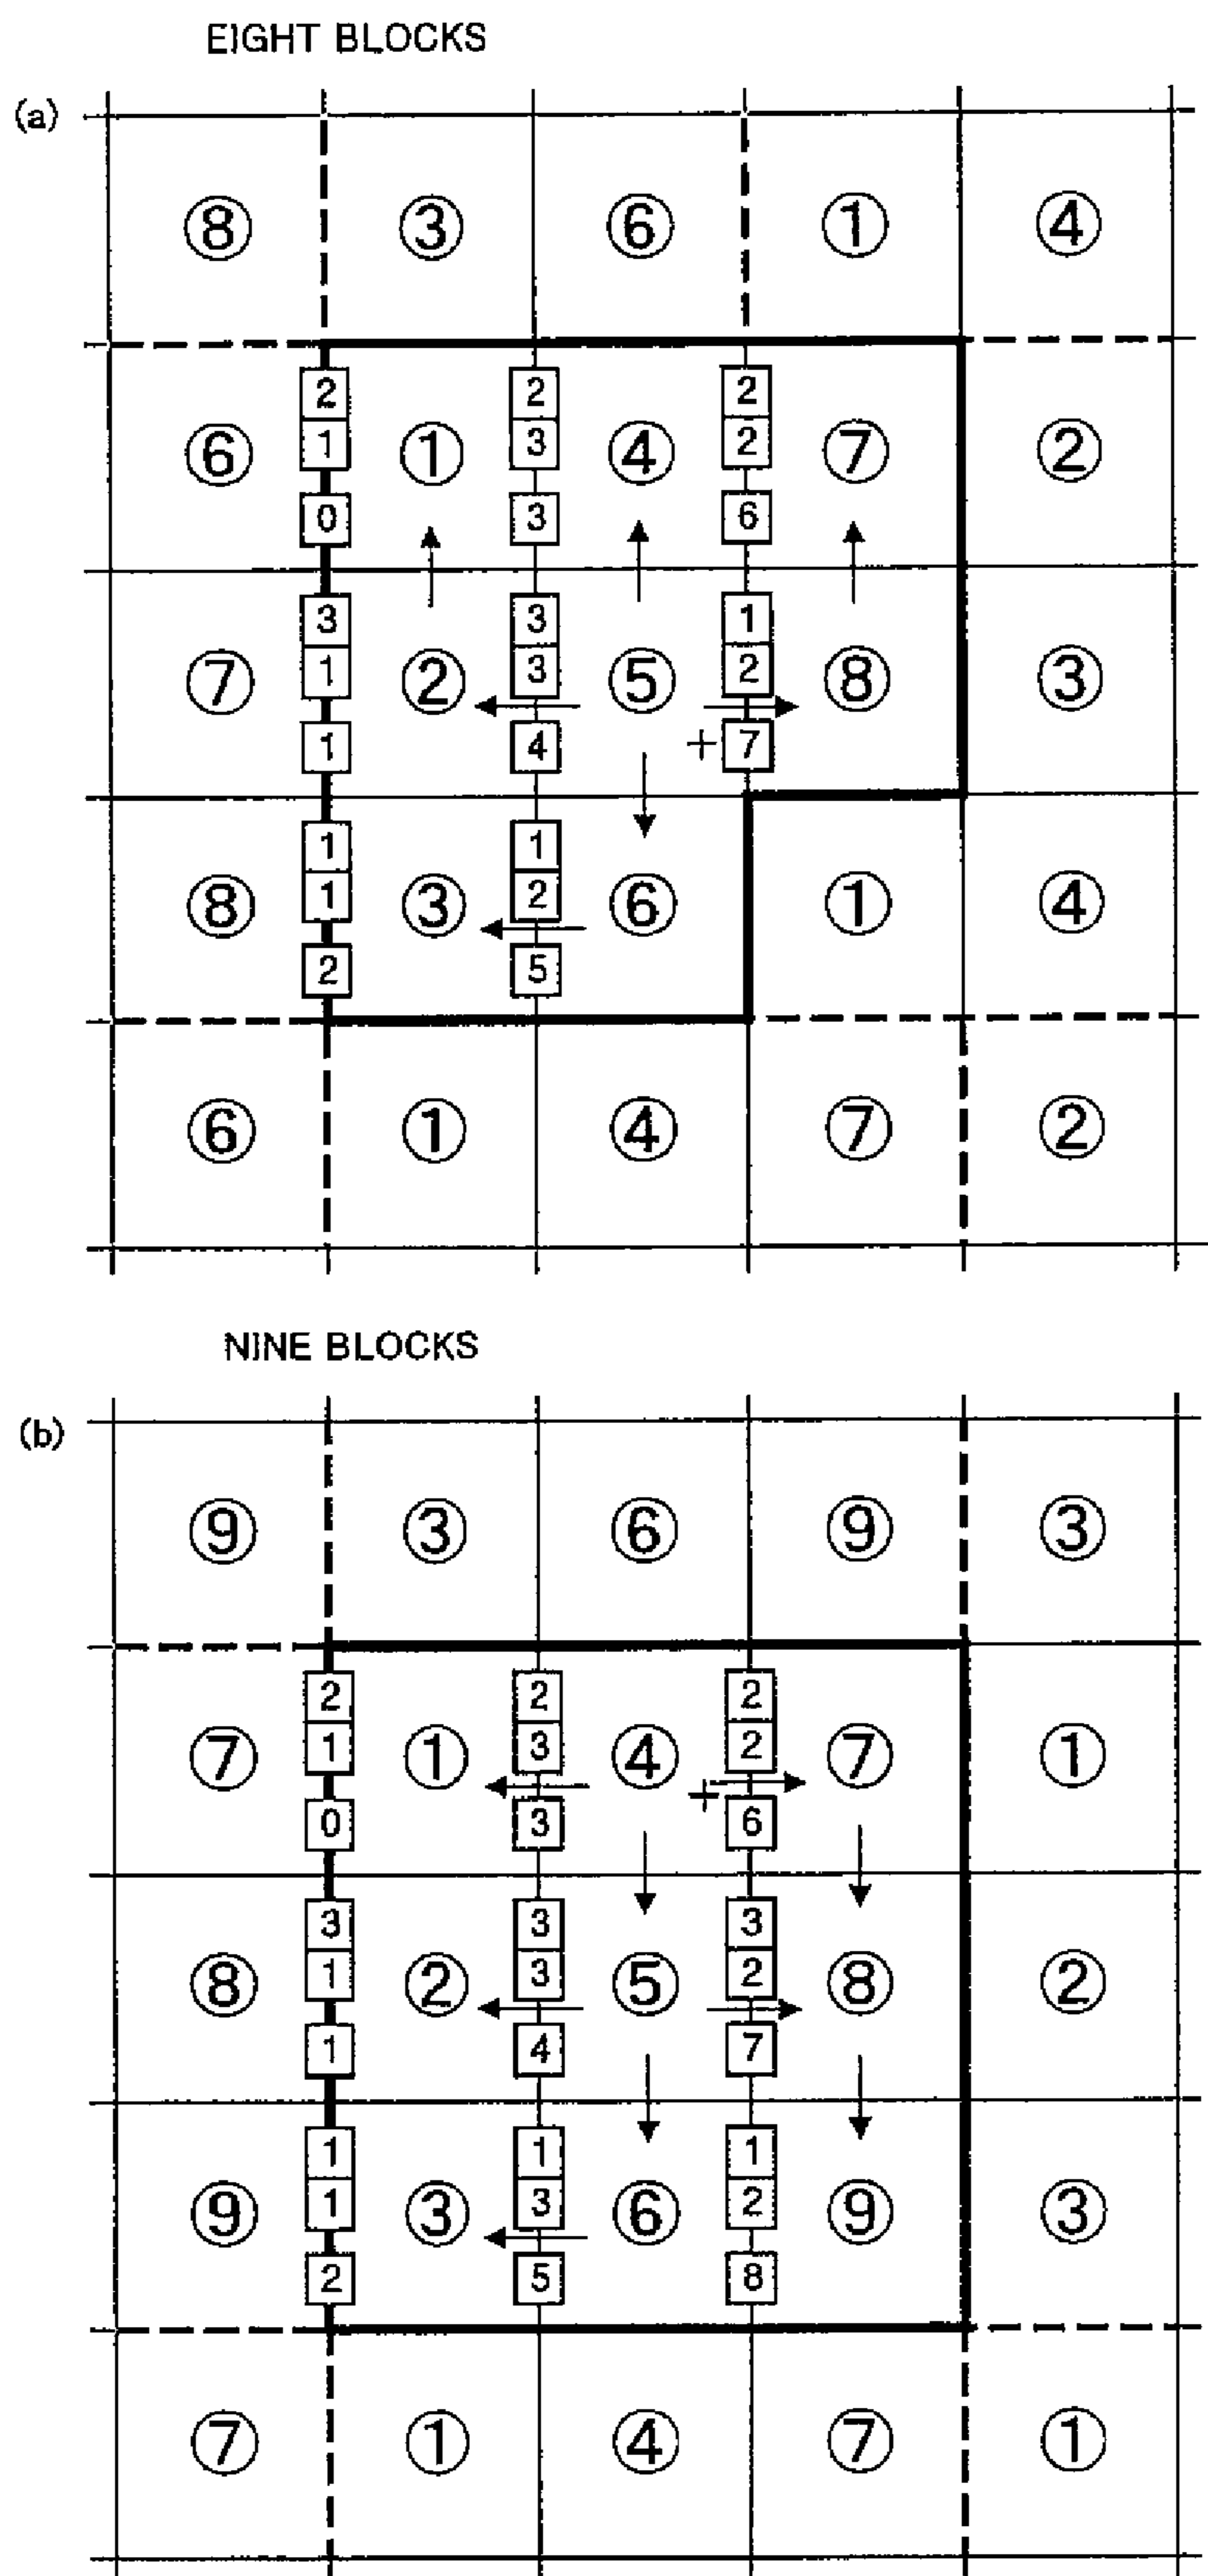 EIGHT BLOCKS
(a)
⑧ ③ ⑥ ① ④
2 2 2
1 3 2
⑥ ① ④ ⑦ ②
0 3 6
3 3 1
1 3 2
⑦ ② ⑤ ⑧ ③
1 4 + 7
1 1
1 2
⑧ ③ ⑥ ① ④
2 5
⑥ ① ④ ⑦ ②
NINE BLOCKS
(b)
⑨ ③ ⑥ ⑨ ③
2 2 2
1 3 2
⑦ ① ④ ⑦ ①
0 3 + 6
3 3 3
1 3 2
⑧ ② ⑤ ⑧ ②
1 4 7
1 1 1
1 3 2
⑨ ③ ⑥ ⑨ ③
2 5 8
⑦ ① ④ ⑦ ①